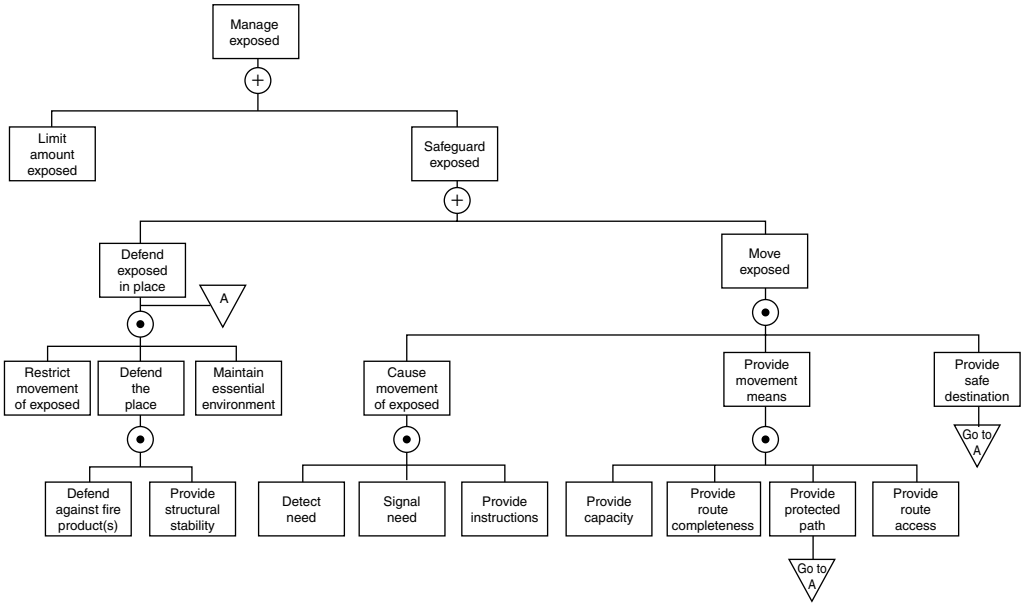 Manage
exposed
+
Limit
amount
exposed
Safeguard
exposed
+
Defend
exposed
in place
A
Move
exposed
Restrict
movement
of exposed
Defend
the
place
Maintain
essential
environment
Cause
movement
of exposed
Provide
movement
means
Provide
safe
destination
Go to
A
Defend
against fire
product(s)
Provide
structural
stability
Detect
need
Signal
need
Provide
instructions
Provide
capacity
Provide
route
completeness
Provide
protected
path
Provide
route
access
Go to
A